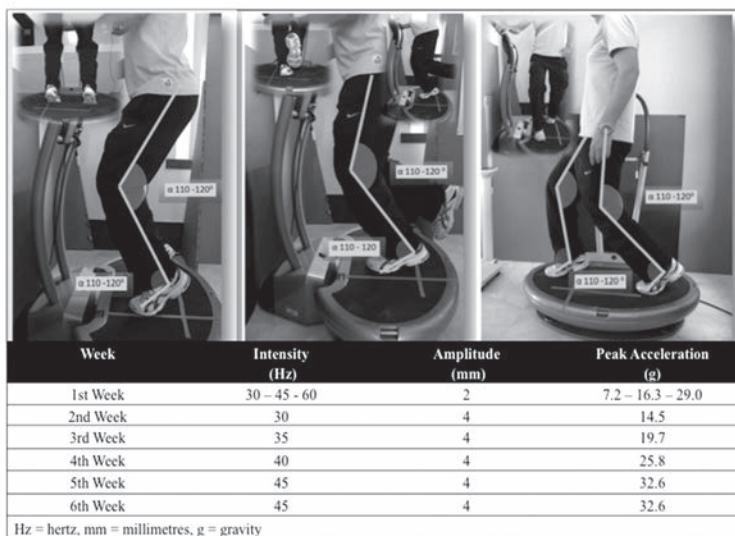 α 110 -120°
α 110 -120°
α 110 -120 °
α 110 - 120
α 110 -120°
α 110 -120 °
Week Intensity (Hz) Amplitude (mm) Peak Acceleration (g)
1st Week 30 – 45 - 60 2 7.2 – 16.3 – 29.0
2nd Week 30 4 14.5
3rd Week 35 4 19.7
4th Week 40 4 25.8
5th Week 45 4 32.6
6th Week 45 4 32.6
Hz = hertz, mm = millimetres, g = gravity